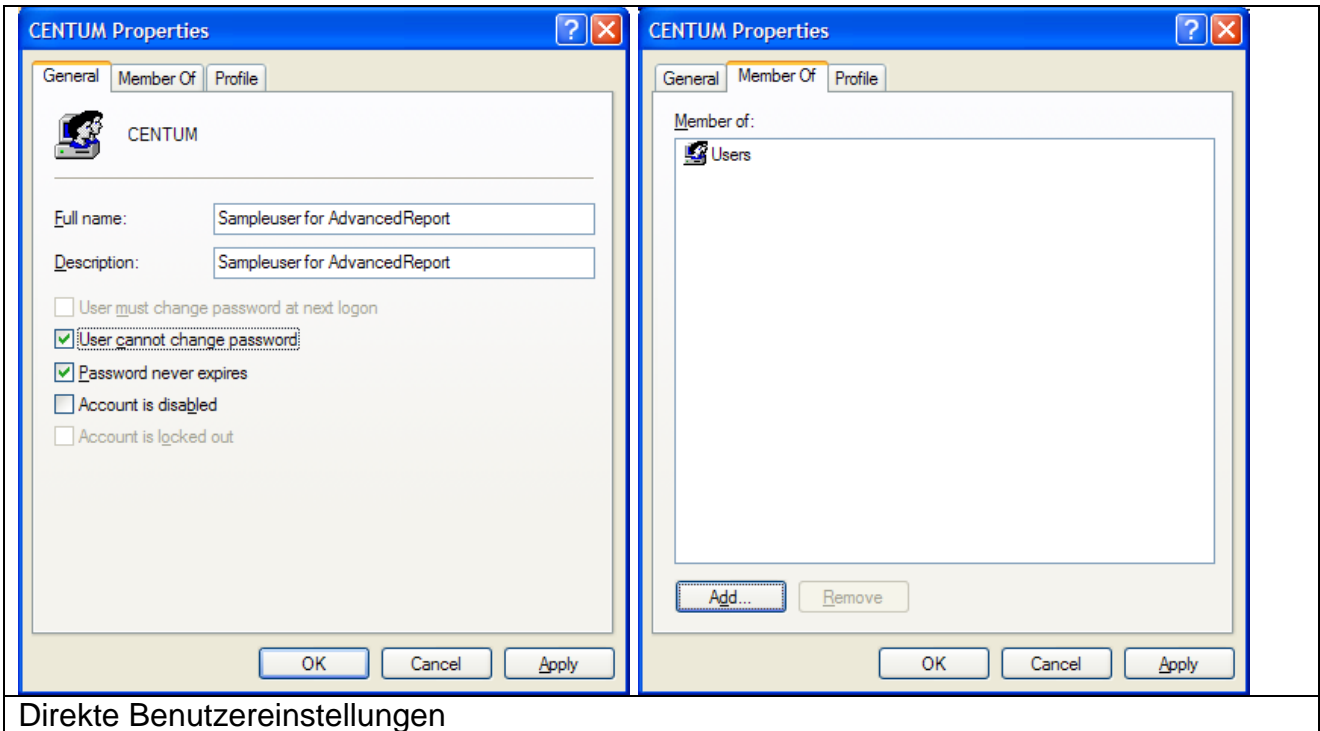 CENTUM Properties
General Member Of Profile
CENTUM
Full name: Sampleuser for AdvancedReport
Description: Sampleuser for AdvancedReport
User must change password at next logon
User cannot change password
Password never expires
Account is disabled
Account is locked out
OK Cancel Apply
CENTUM Properties
General Member Of Profile
Member of:
Users
Add... Remove
OK Cancel Apply
Direkte Benutzereinstellungen